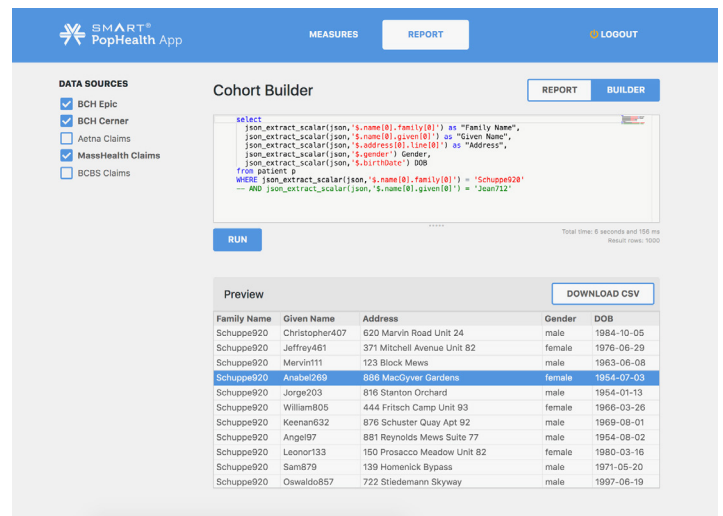 SMART®
PopHealth App
MEASURES
REPORT
LOGOUT
DATA SOURCES
BCH Epic
BCH Cerner
Aetna Claims
MassHealth Claims
BCBS Claims
Cohort Builder
REPORT
BUILDER
select
json_extract_scalar(json,'$.name[0].family[0]') as "Family Name",
json_extract_scalar(json,'$.name[0].given[0]') as "Given Name",
json_extract_scalar(json,'$.address[0].line[0]') as "Address",
json_extract_scalar(json,'$.gender') Gender,
json_extract_scalar(json,'$.birthDate') DOB
from patient p
WHERE json_extract_scalar(json,'$.name[0].family[0]') = 'Schuppe920'
-- AND json_extract_scalar(json,'$.name[0].given[0]') = 'Jean712'
RUN
Total time: 6 seconds and 156 ms
Result rows: 1000
Preview
DOWNLOAD CSV
Family Name Given Name Address Gender DOB
Schuppe920 Christopher407 620 Marvin Road Unit 24 male 1984-10-05
Schuppe920 Jeffrey461 371 Mitchell Avenue Unit 82 female 1976-06-29
Schuppe920 Mervin111 123 Block Mews male 1963-06-08
Schuppe920 Anabel269 886 MacGyver Gardens female 1954-07-03
Schuppe920 Jorge203 816 Stanton Orchard male 1954-01-13
Schuppe920 William805 444 Fritsch Camp Unit 93 female 1966-03-26
Schuppe920 Keenan632 876 Schuster Quay Apt 92 male 1969-08-01
Schuppe920 Angel97 881 Reynolds Mews Suite 77 male 1954-08-02
Schuppe920 Leonor133 150 Prosacco Meadow Unit 82 female 1980-03-16
Schuppe920 Sam879 139 Homenick Bypass male 1971-05-20
Schuppe920 Oswaldo857 722 Stiedemann Skyway male 1997-06-19